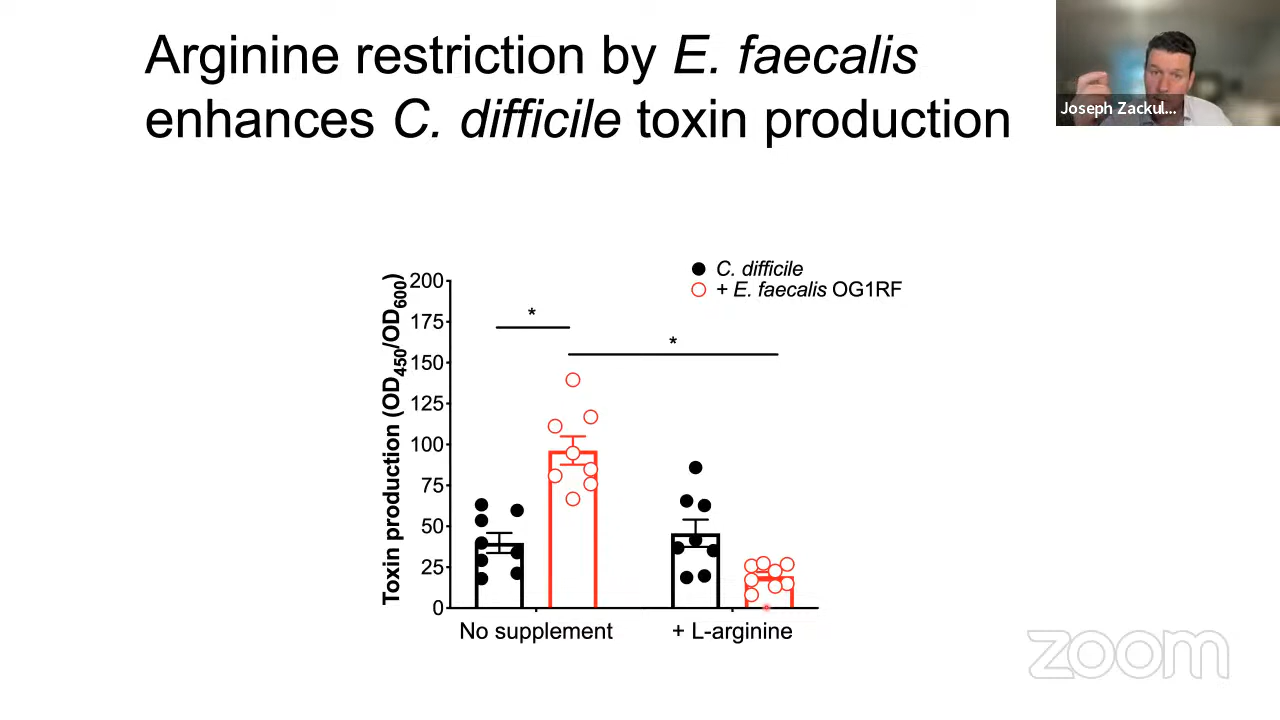 Arginine restriction by E. faecalis
enhances C. difficile toxin production
Joseph Zackul...
C. difficile
+ E. faecalis OG1RF
Toxin production (OD450/OD600)
200
175
150
125
100
75
50
25
0
*
*
No supplement
+ L-arginine
zoom